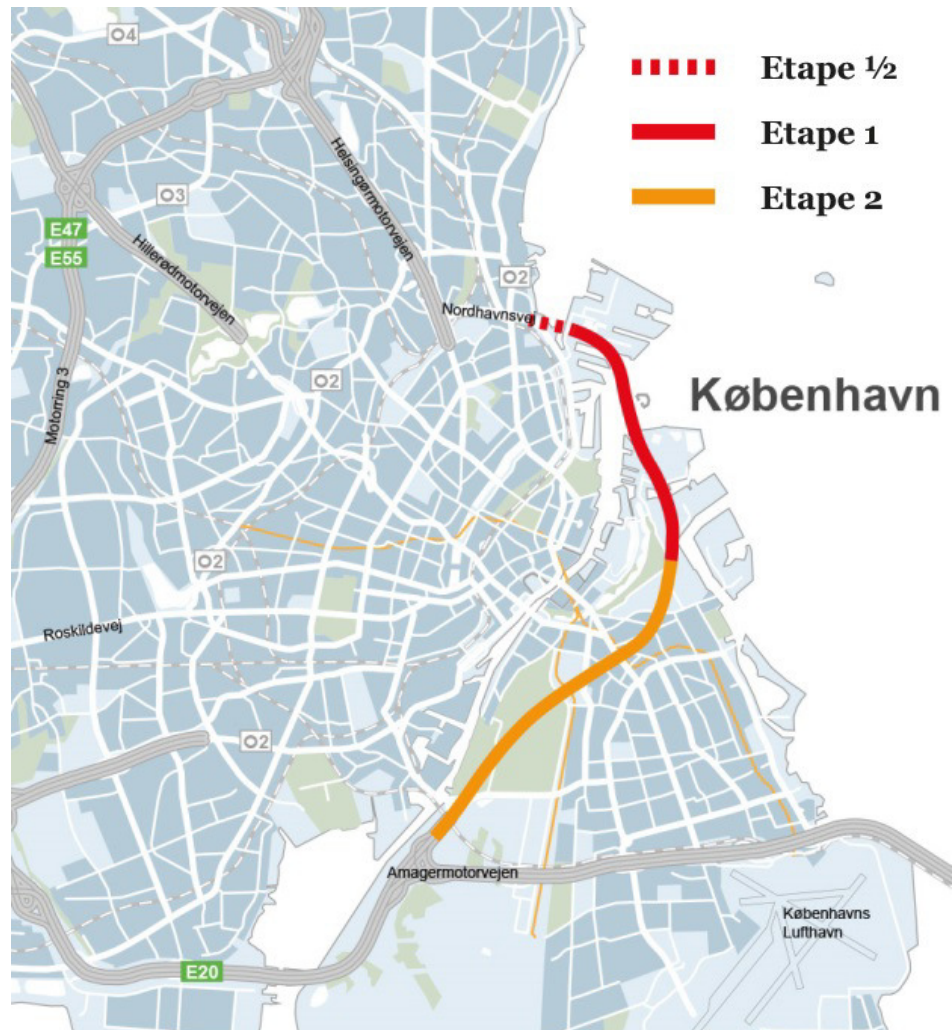 Etape ½
Etape 1
Etape 2
O4
O3
E47
E55
Hillerødmotorvejen
Helsingørmotorvejen
O2
Nordhavnsvej
Motorring 3
O2
København
O2
Roskildevej
O2
Amagermotorvejen
Københavns
Lufthavn
E20